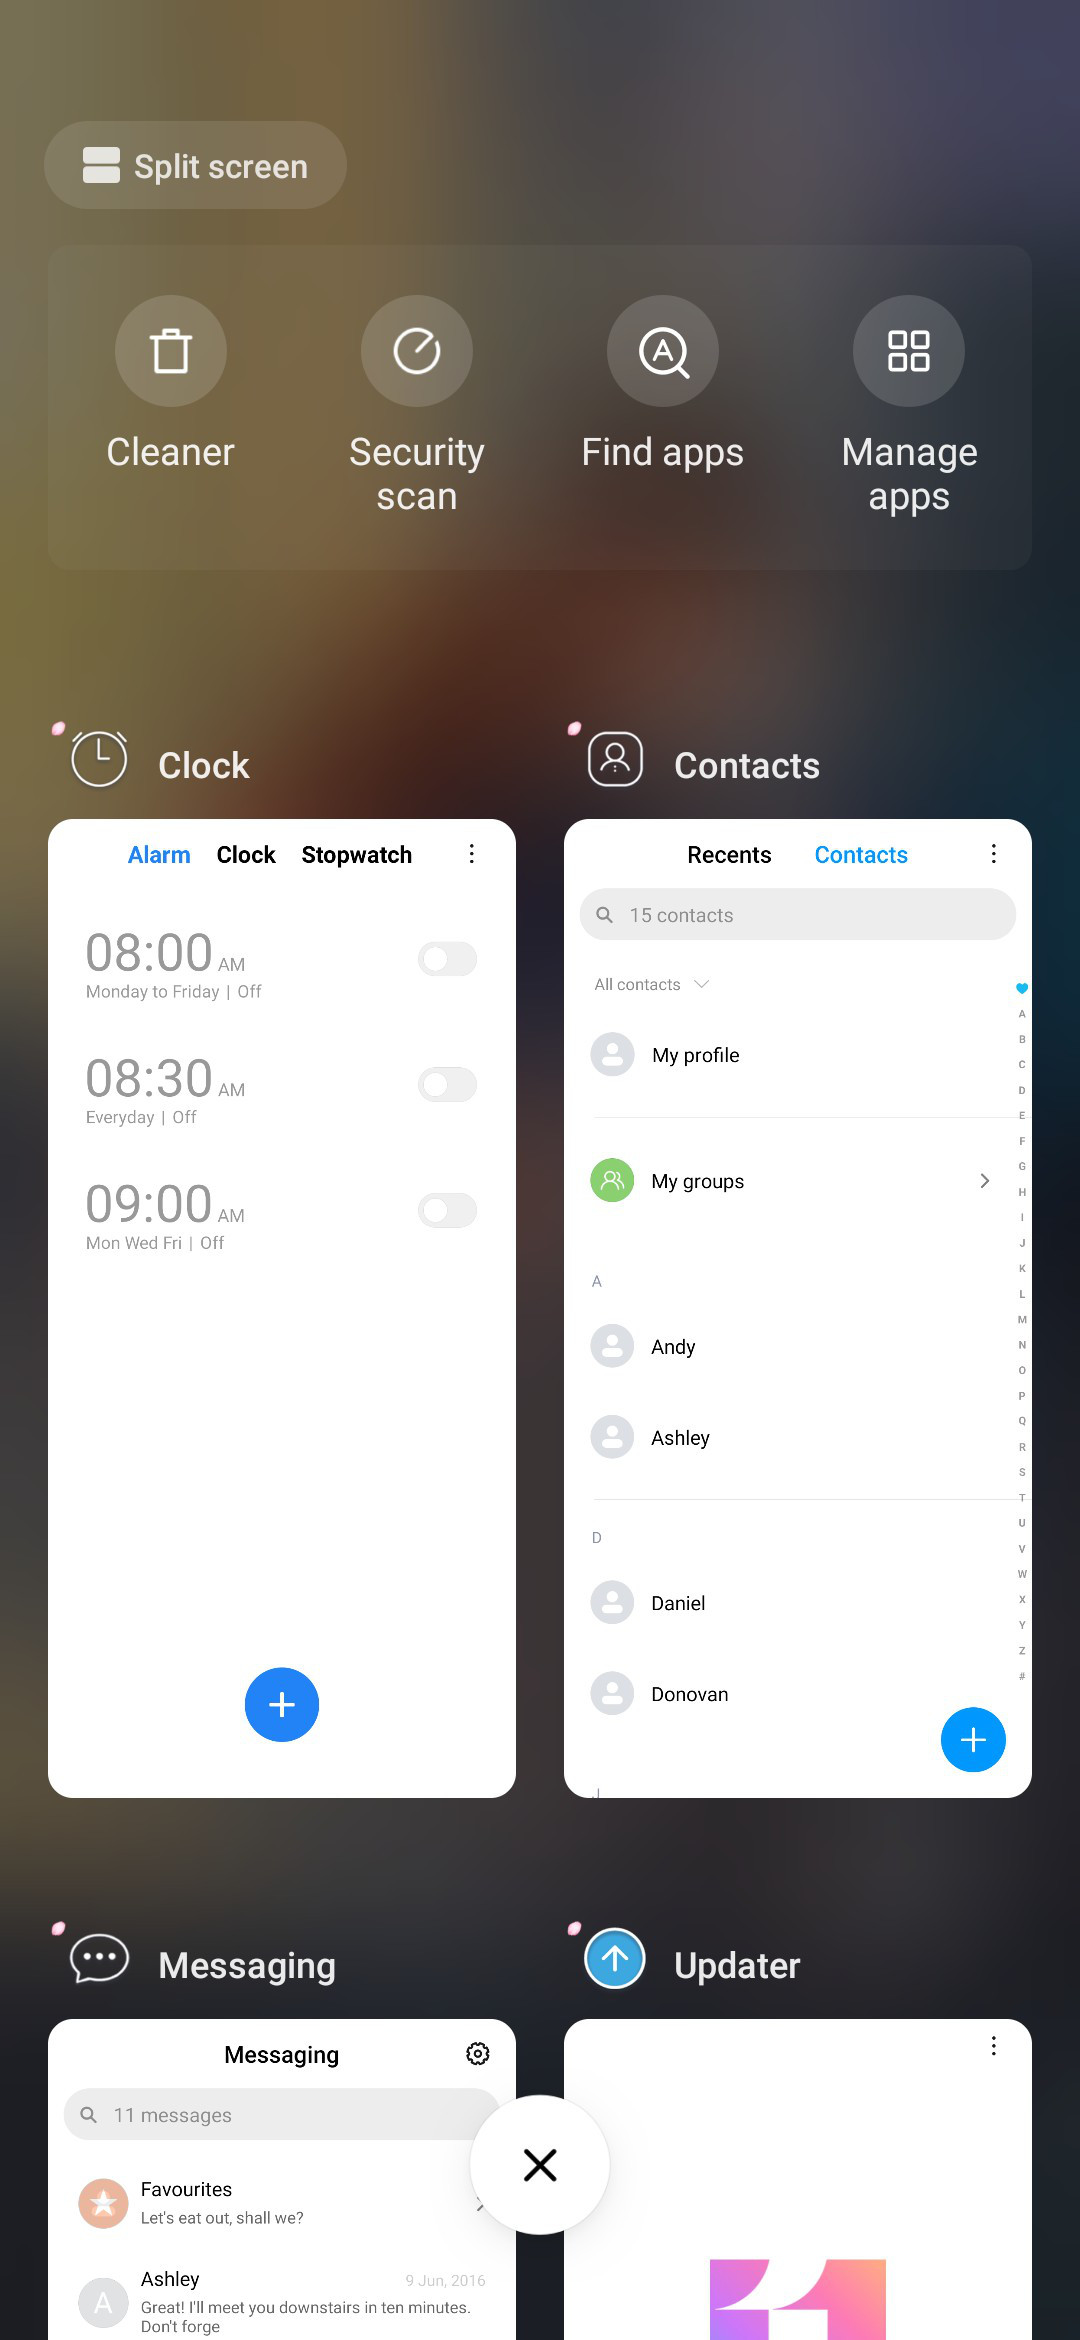 Split screen
Cleaner
Security
scan
Find apps
Manage
apps
Clock
Contacts
Alarm Clock Stopwatch
08:00 AM
Monday to Friday | Off
08:30 AM
Everyday | Off
09:00 AM
Mon Wed Fri | Off
Recents Contacts
15 contacts
All contacts
My profile
My groups
A
Andy
Ashley
D
Daniel
Donovan
J
A
B
C
D
E
F
G
H
I
J
K
L
M
N
O
P
Q
R
S
T
U
V
W
X
Y
Z
#
Messaging
Updater
Messaging
11 messages
Favourites
Let's eat out, shall we?
A
Ashley
9 Jun, 2016
Great! I'll meet you downstairs in ten minutes.
Don't forge